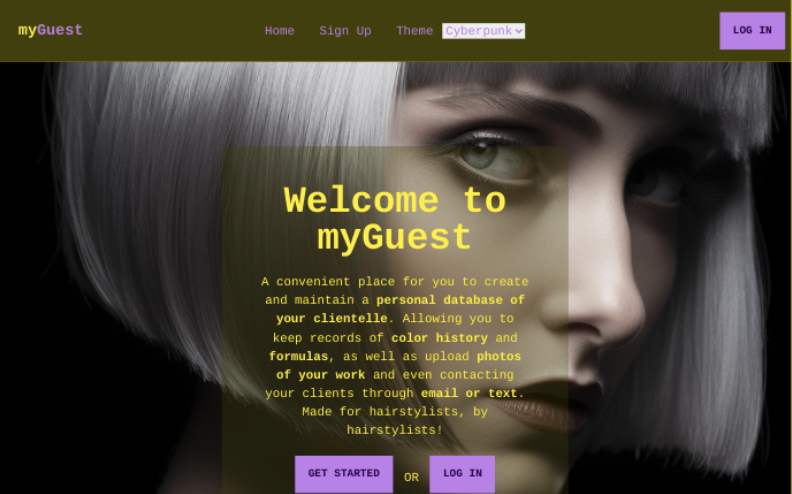 myGuest Home Sign Up Theme Cyberpunk LOG IN
Welcome to
myGuest
A convenient place for you to create
and maintain a personal database of
your clientelle. Allowing you to
keep records of color history and
formulas, as well as upload photos
of your work and even contacting
your clients through email or text.
Made for hairstylists, by
hairstylists!
GET STARTED OR LOG IN